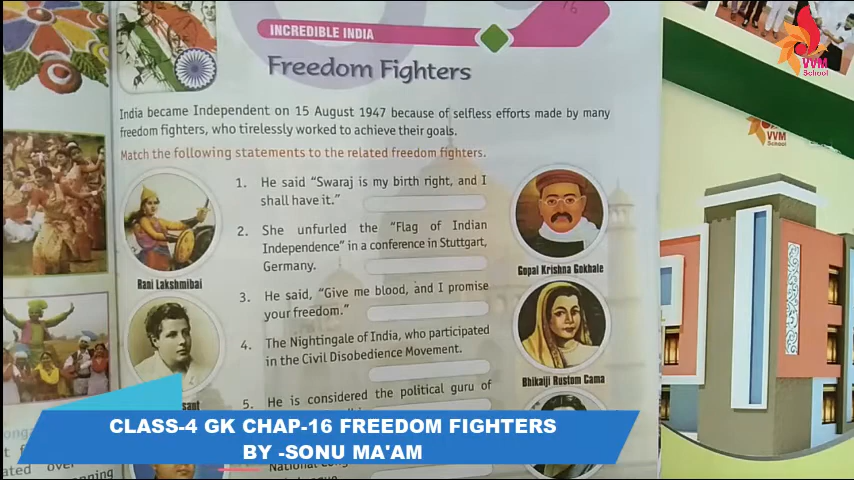 INCREDIBLE INDIA
Freedom Fighters
India became Independent on 15 August 1947 because of selfless efforts made by many
freedom fighters, who tirelessly worked to achieve their goals.
Match the following statements to the related freedom fighters.
1. He said "Swaraj is my birth right, and I
shall have it."
2. She unfurled the "Flag of Indian
Independence" in a conference in Stuttgart,
Germany.
3. He said, "Give me blood, and I promise
your freedom."
4. The Nightingale of India, who participated
in the Civil Disobedience Movement.
5. He is considered the political guru of
National
Rani Lakshmibai
Gopal Krishna Gokhale
Bhikaiji Rustom Cama
CLASS-4 GK CHAP-16 FREEDOM FIGHTERS
BY -SONU MA'AM
VVM
School
VVM
School
16